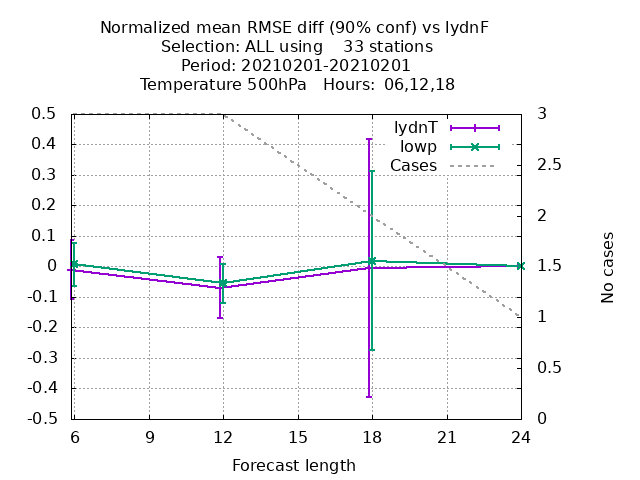 Normalized mean RMSE diff (90% conf) vs lydnF
Selection: ALL using    33 stations
Period: 20210201-20210201
Temperature 500hPa   Hours: 06,12,18
0.5
0.4
0.3
0.2
0.1
0
-0.1
-0.2
-0.3
-0.4
-0.5
lydnT
lowp
Cases
3
2.5
2
1.5
1
0.5
0
No cases
6 9 12 15 18 21 24
Forecast length